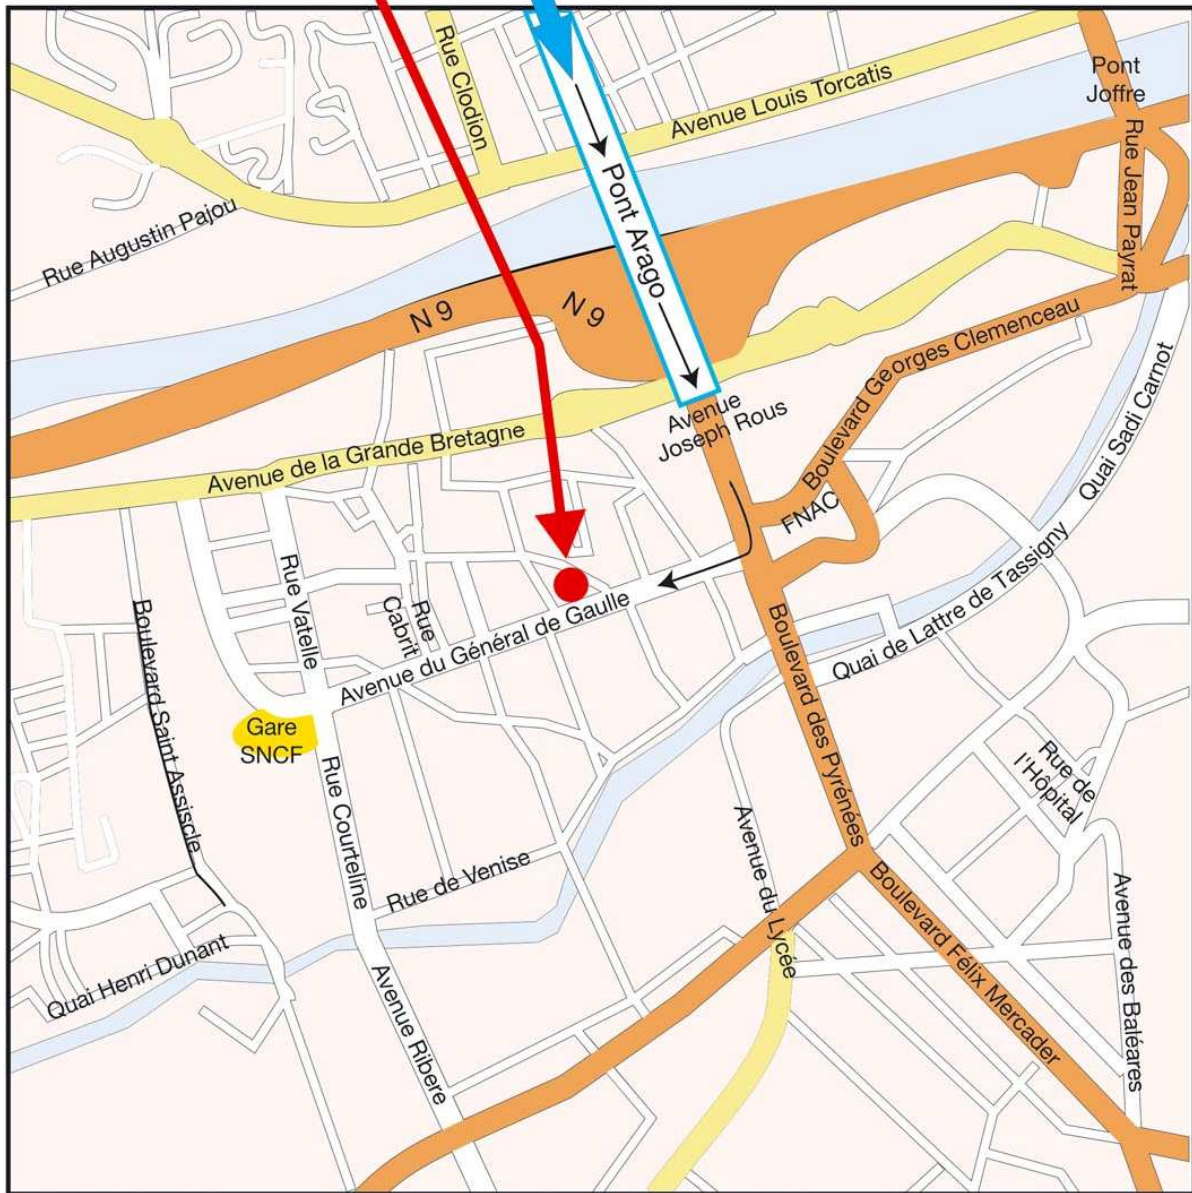 Rue Clodion
Pont
Joffre
Avenue Louis Torcatis
Rue Jean Payrat
Pont Arago
Rue Augustin Pajou
N 9
N 9
Boulevard Georges Clemenceau
Quai Sadi Carnot
Avenue
Joseph Rous
Avenue de la Grande Bretagne
FNAC
Quai de Lattre de Tassigny
Rue Vatelle
Rue
Cabrit
Boulevard Saint Assiscle
Avenue du Général de Gaulle
Boulevard des Pyrénées
Gare
SNCF
Rue de
l'Hôpital
Rue Courteline
Avenue du Lycée
Rue de Venise
Boulevard Félix Mercader
Avenue des Baléares
Quai Henri Dunant
Avenue Ribere